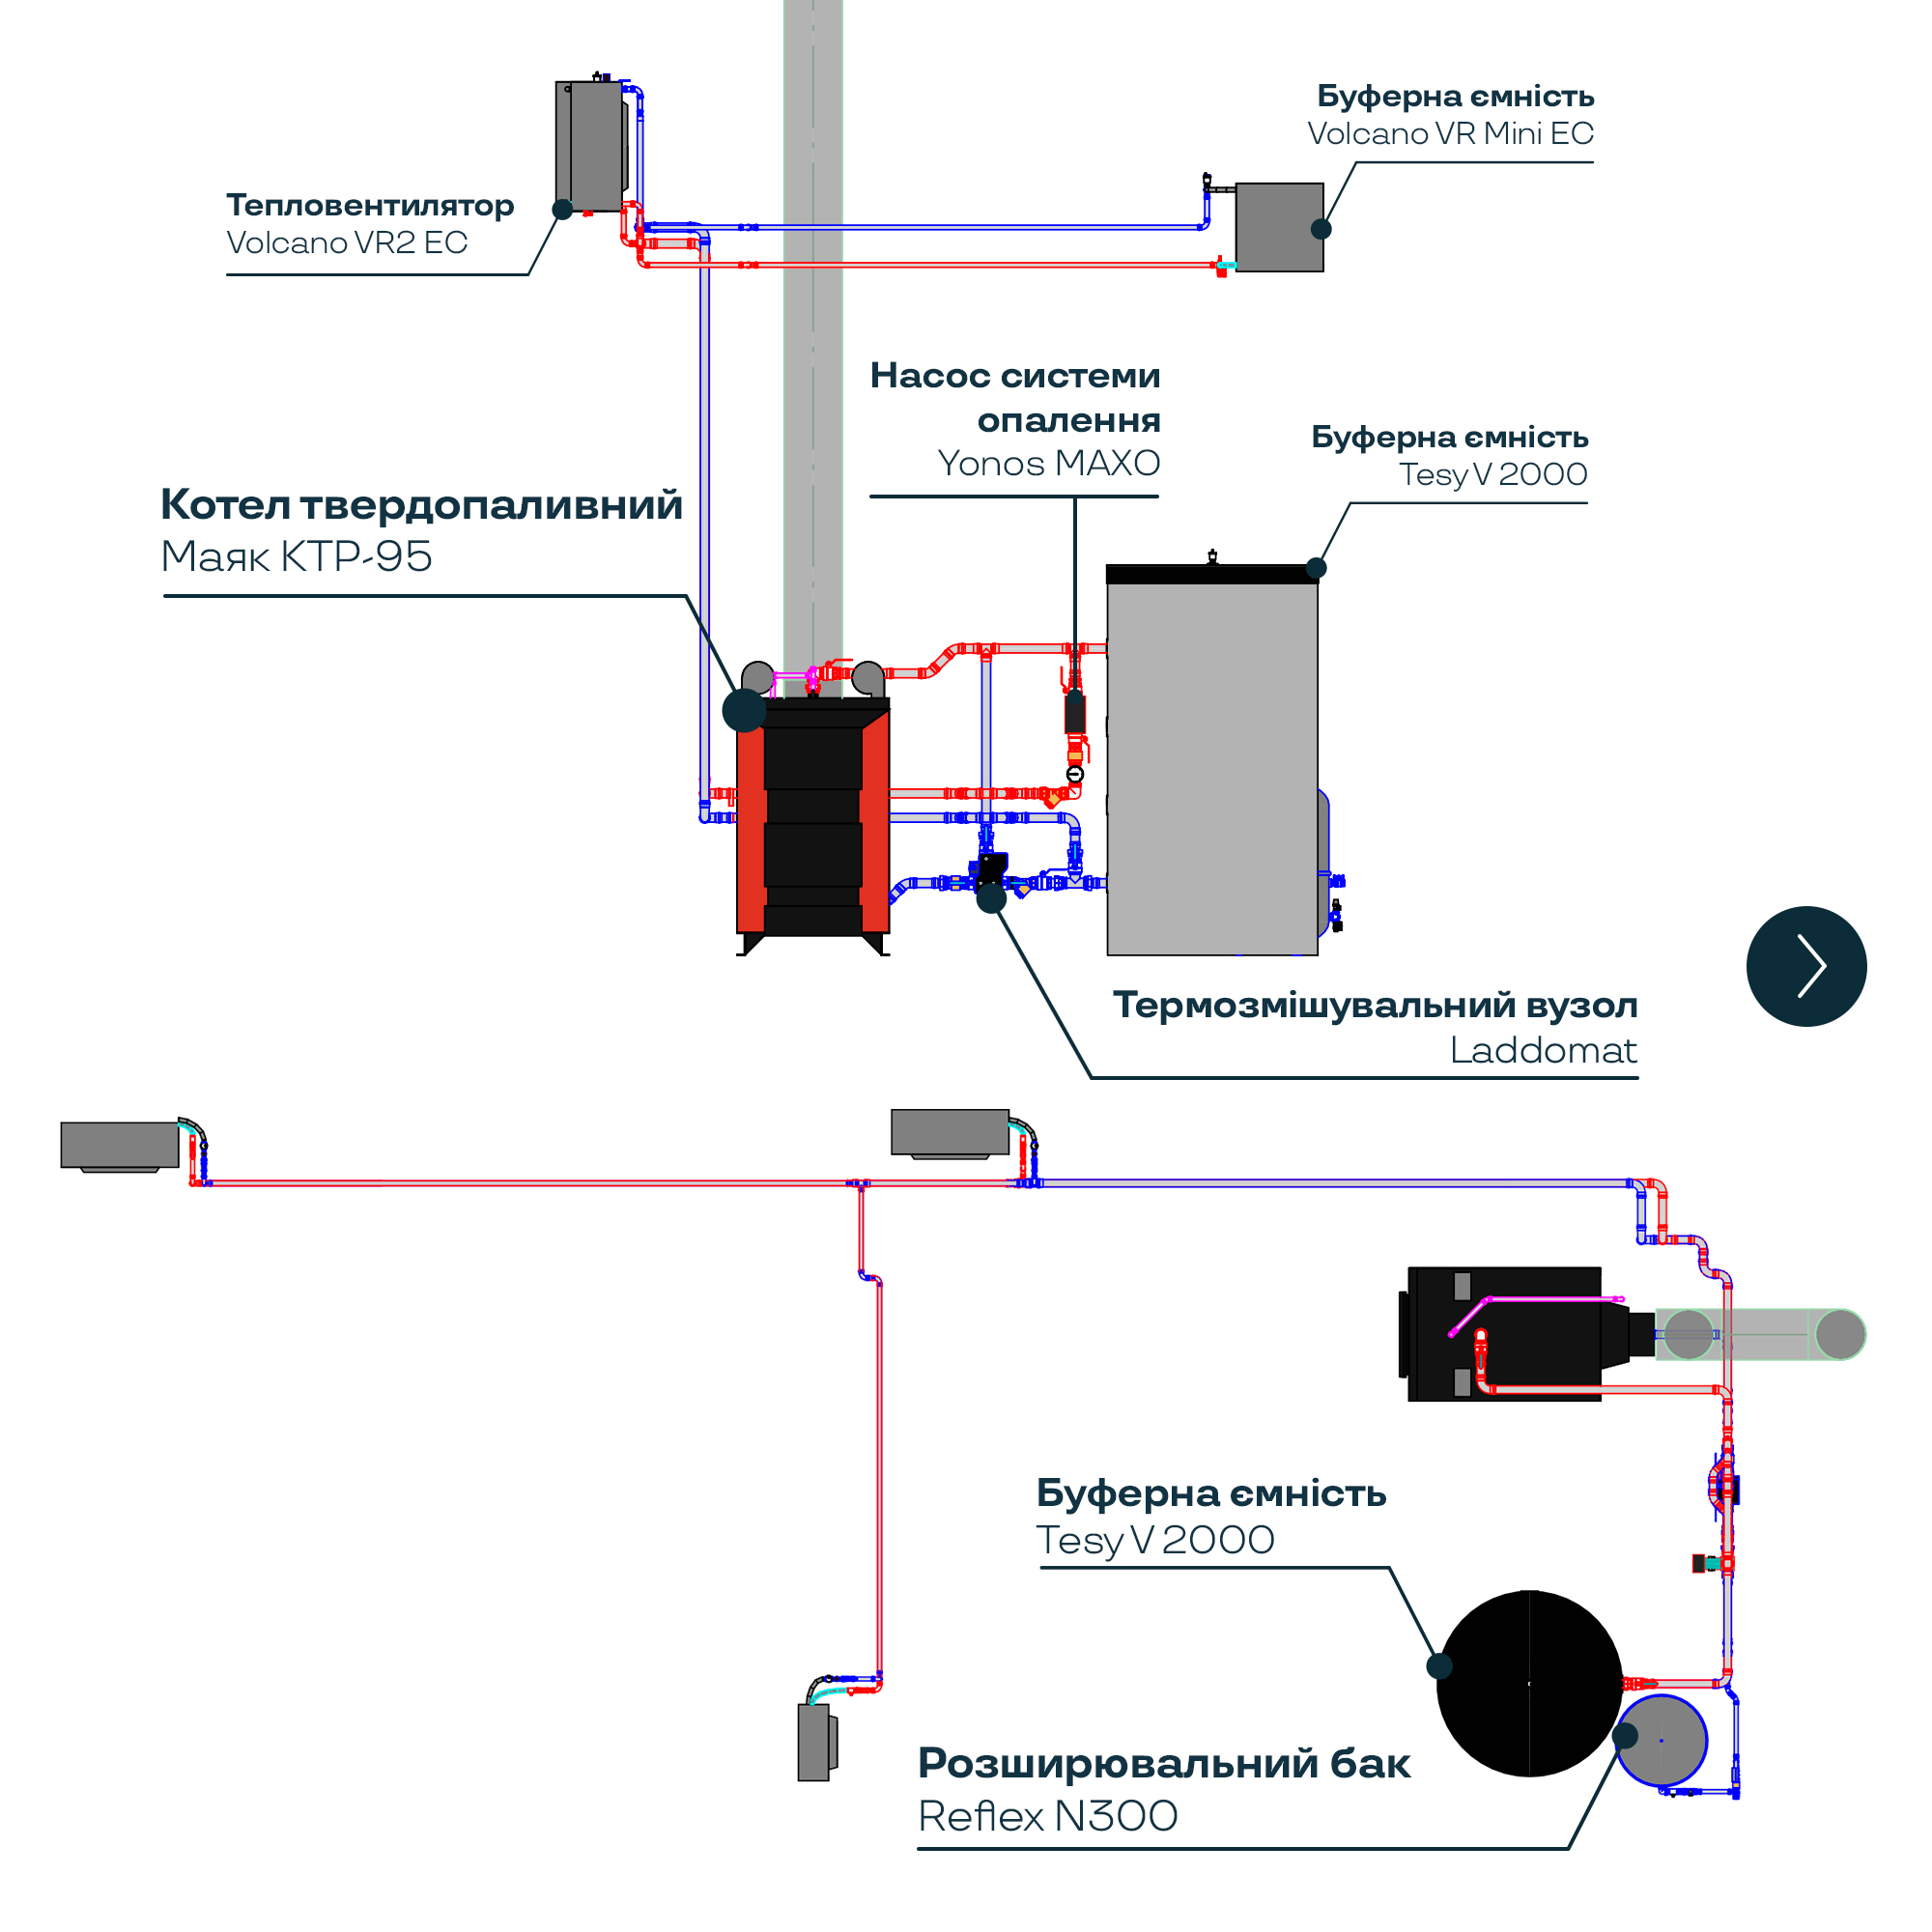 Буферна ємність
Volcano VR Mini EC
Тепловентилятор
Volcano VR2 EC
Насос системи
опалення
Yonos MAXO
Буферна ємність
Tesy V 2000
Котел твердопаливний
Маяк КТР-95
Термозмішувальний вузол
Laddomat
Буферна ємність
Tesy V 2000
Розширювальний бак
Reflex N300